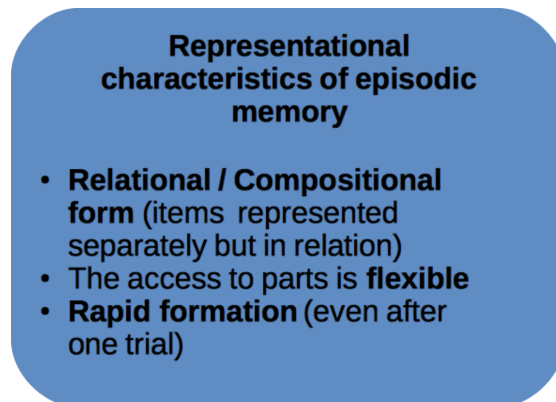 Representational
characteristics of episodic
memory
• Relational / Compositional
form (items represented
separately but in relation)
• The access to parts is flexible
• Rapid formation (even after
one trial)